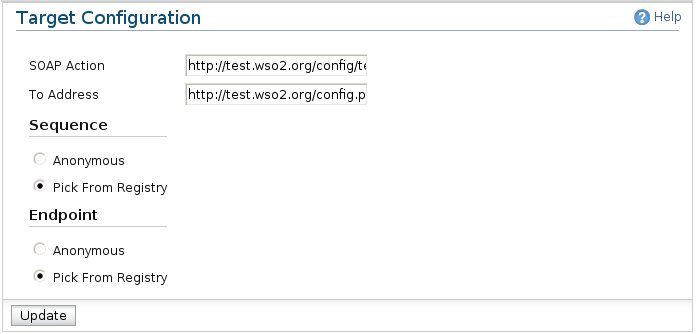 Target Configuration
Help
SOAP Action
http://test.wso2.org/config/te
To Address
http://test.wso2.org/config.p
Sequence
Anonymous
Pick From Registry
Endpoint
Anonymous
Pick From Registry
Update